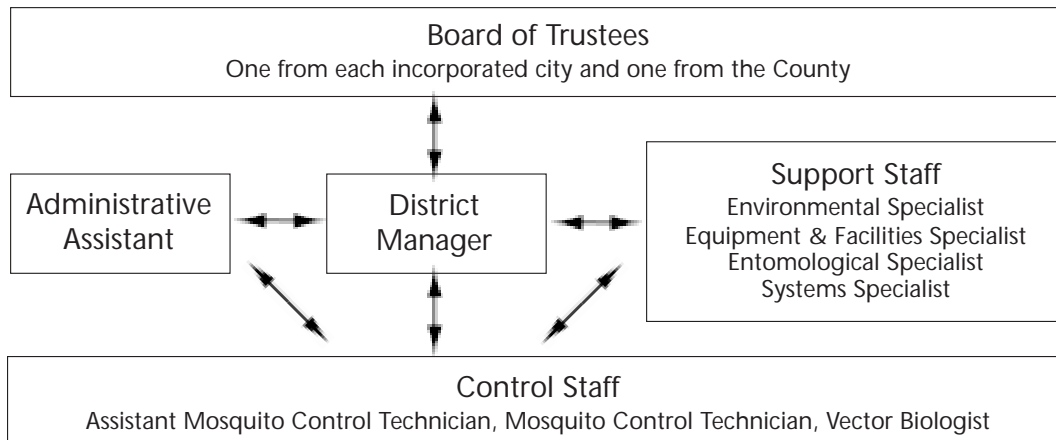 Board of Trustees
One from each incorporated city and one from the County
Administrative
Assistant
District
Manager
Support Staff
Environmental Specialist
Equipment & Facilities Specialist
Entomological Specialist
Systems Specialist
Control Staff
Assistant Mosquito Control Technician, Mosquito Control Technician, Vector Biologist